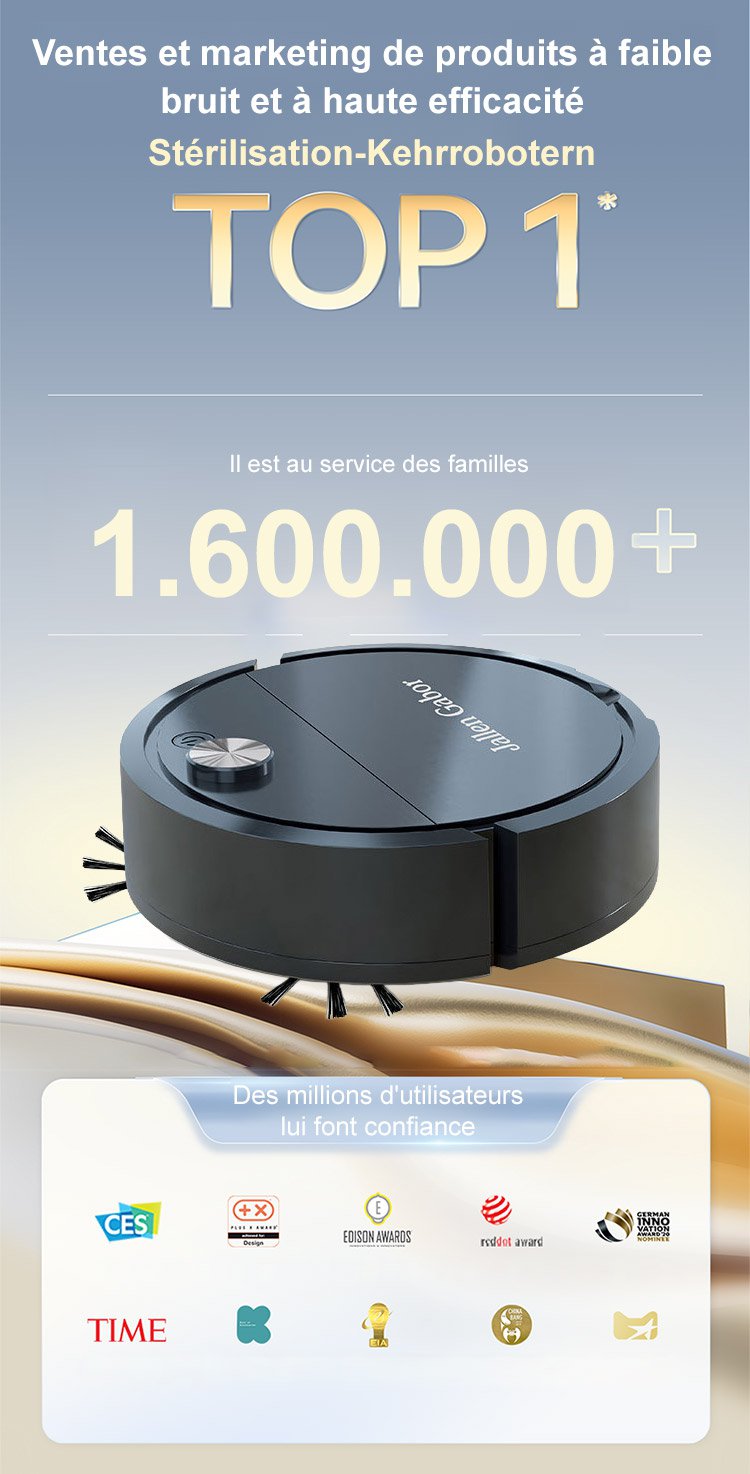 Ventes et marketing de produits à faible
bruit et à haute efficacité
Stérilisation-Kehrrobotern
TOP 1*
Il est au service des familles
1.600.000+
Jallen Gabor
Des millions d'utilisateurs
lui font confiance
CES
PLUS X AWARD
Design
E
EDISON AWARDS
reddot award
GERMAN
INNO
VATION
AWARD '20
NOMINEE
TIME
K
EIA
CHINA
BANG